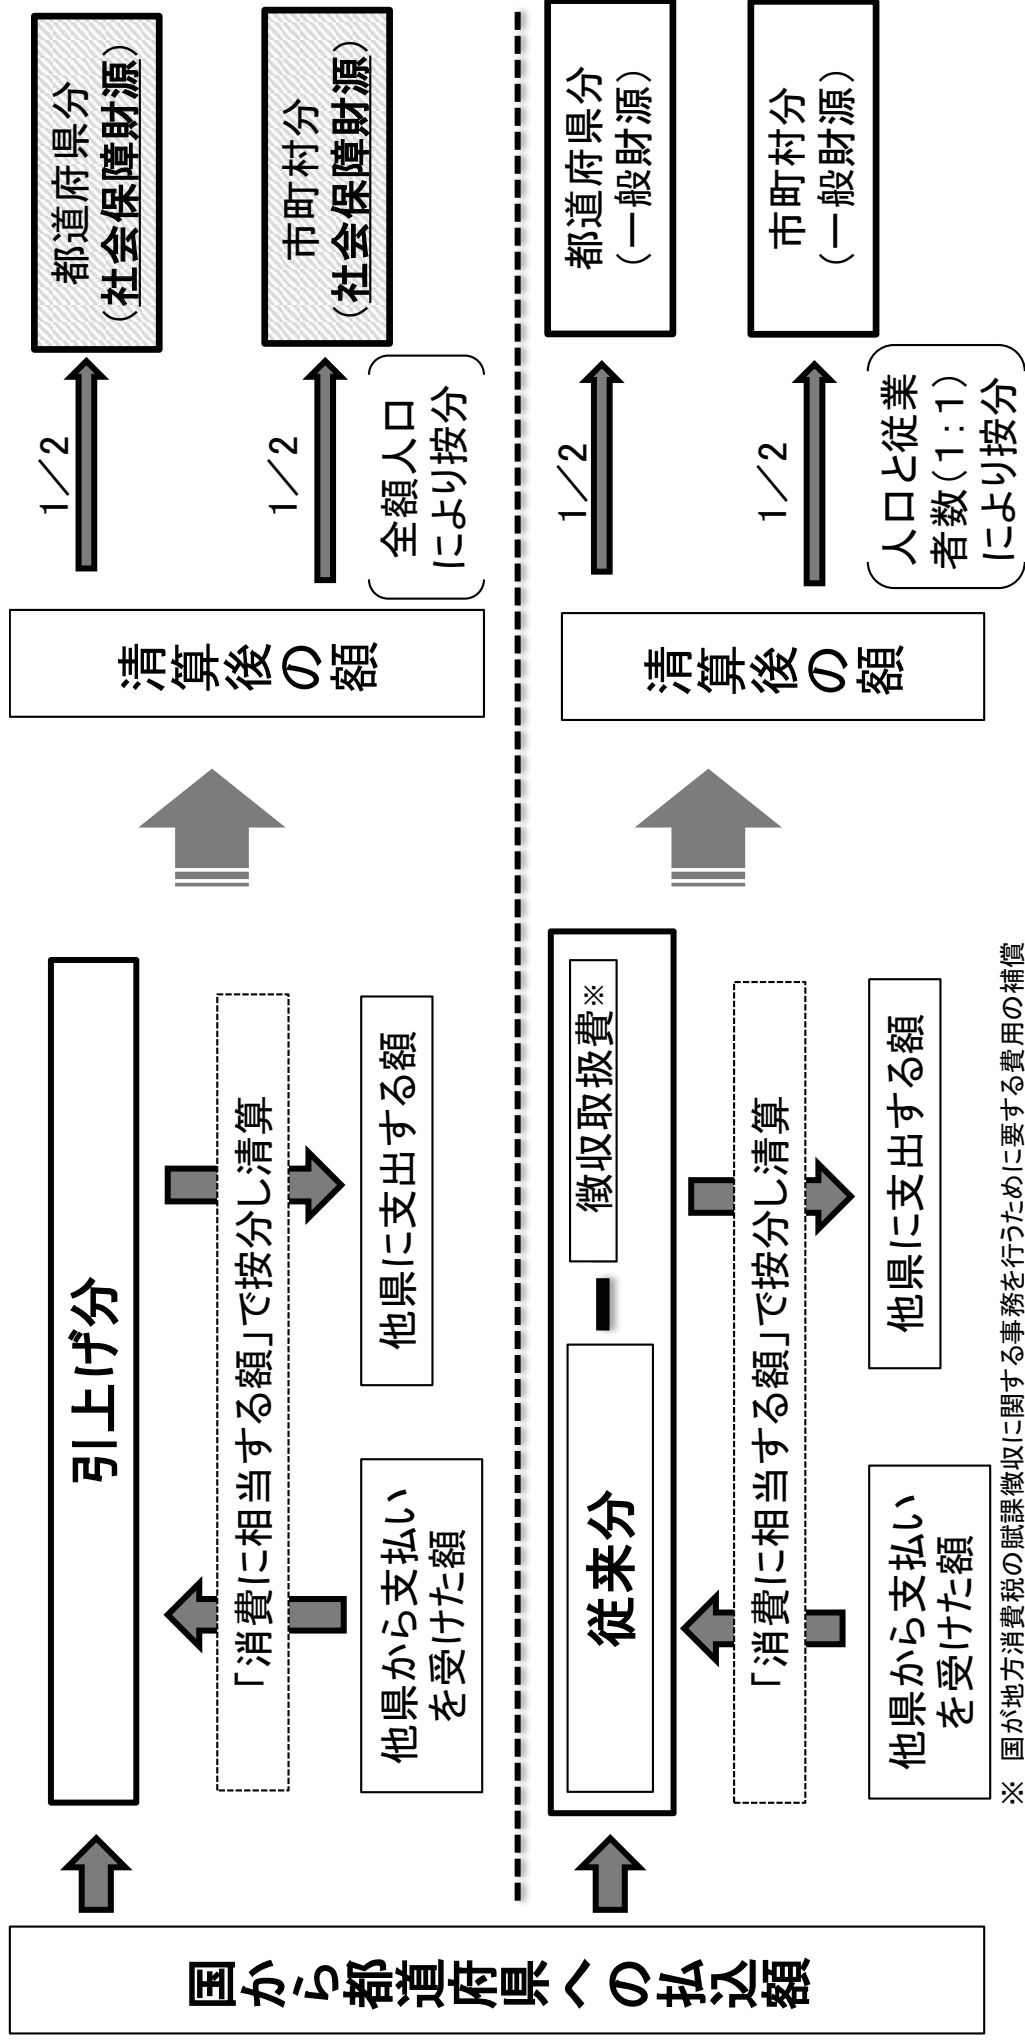 国から都道府県への払込額
引上げ分
「消費に相当する額」で按分し清算
他県から支払い
を受けた額
他県に支出する額
清算後の額
1/2
都道府県分
(社会保障財源)
1/2
市町村分
(社会保障財源)
全額人口
により按分
従来分
徴収取扱費※
「消費に相当する額」で按分し清算
他県から支払い
を受けた額
他県に支出する額
清算後の額
1/2
都道府県分
(一般財源)
1/2
市町村分
(一般財源)
人口と従業
者数(1:1)
により按分
※ 国が地方消費税の賦課徴収に関する事務を行うために要する費用の補償